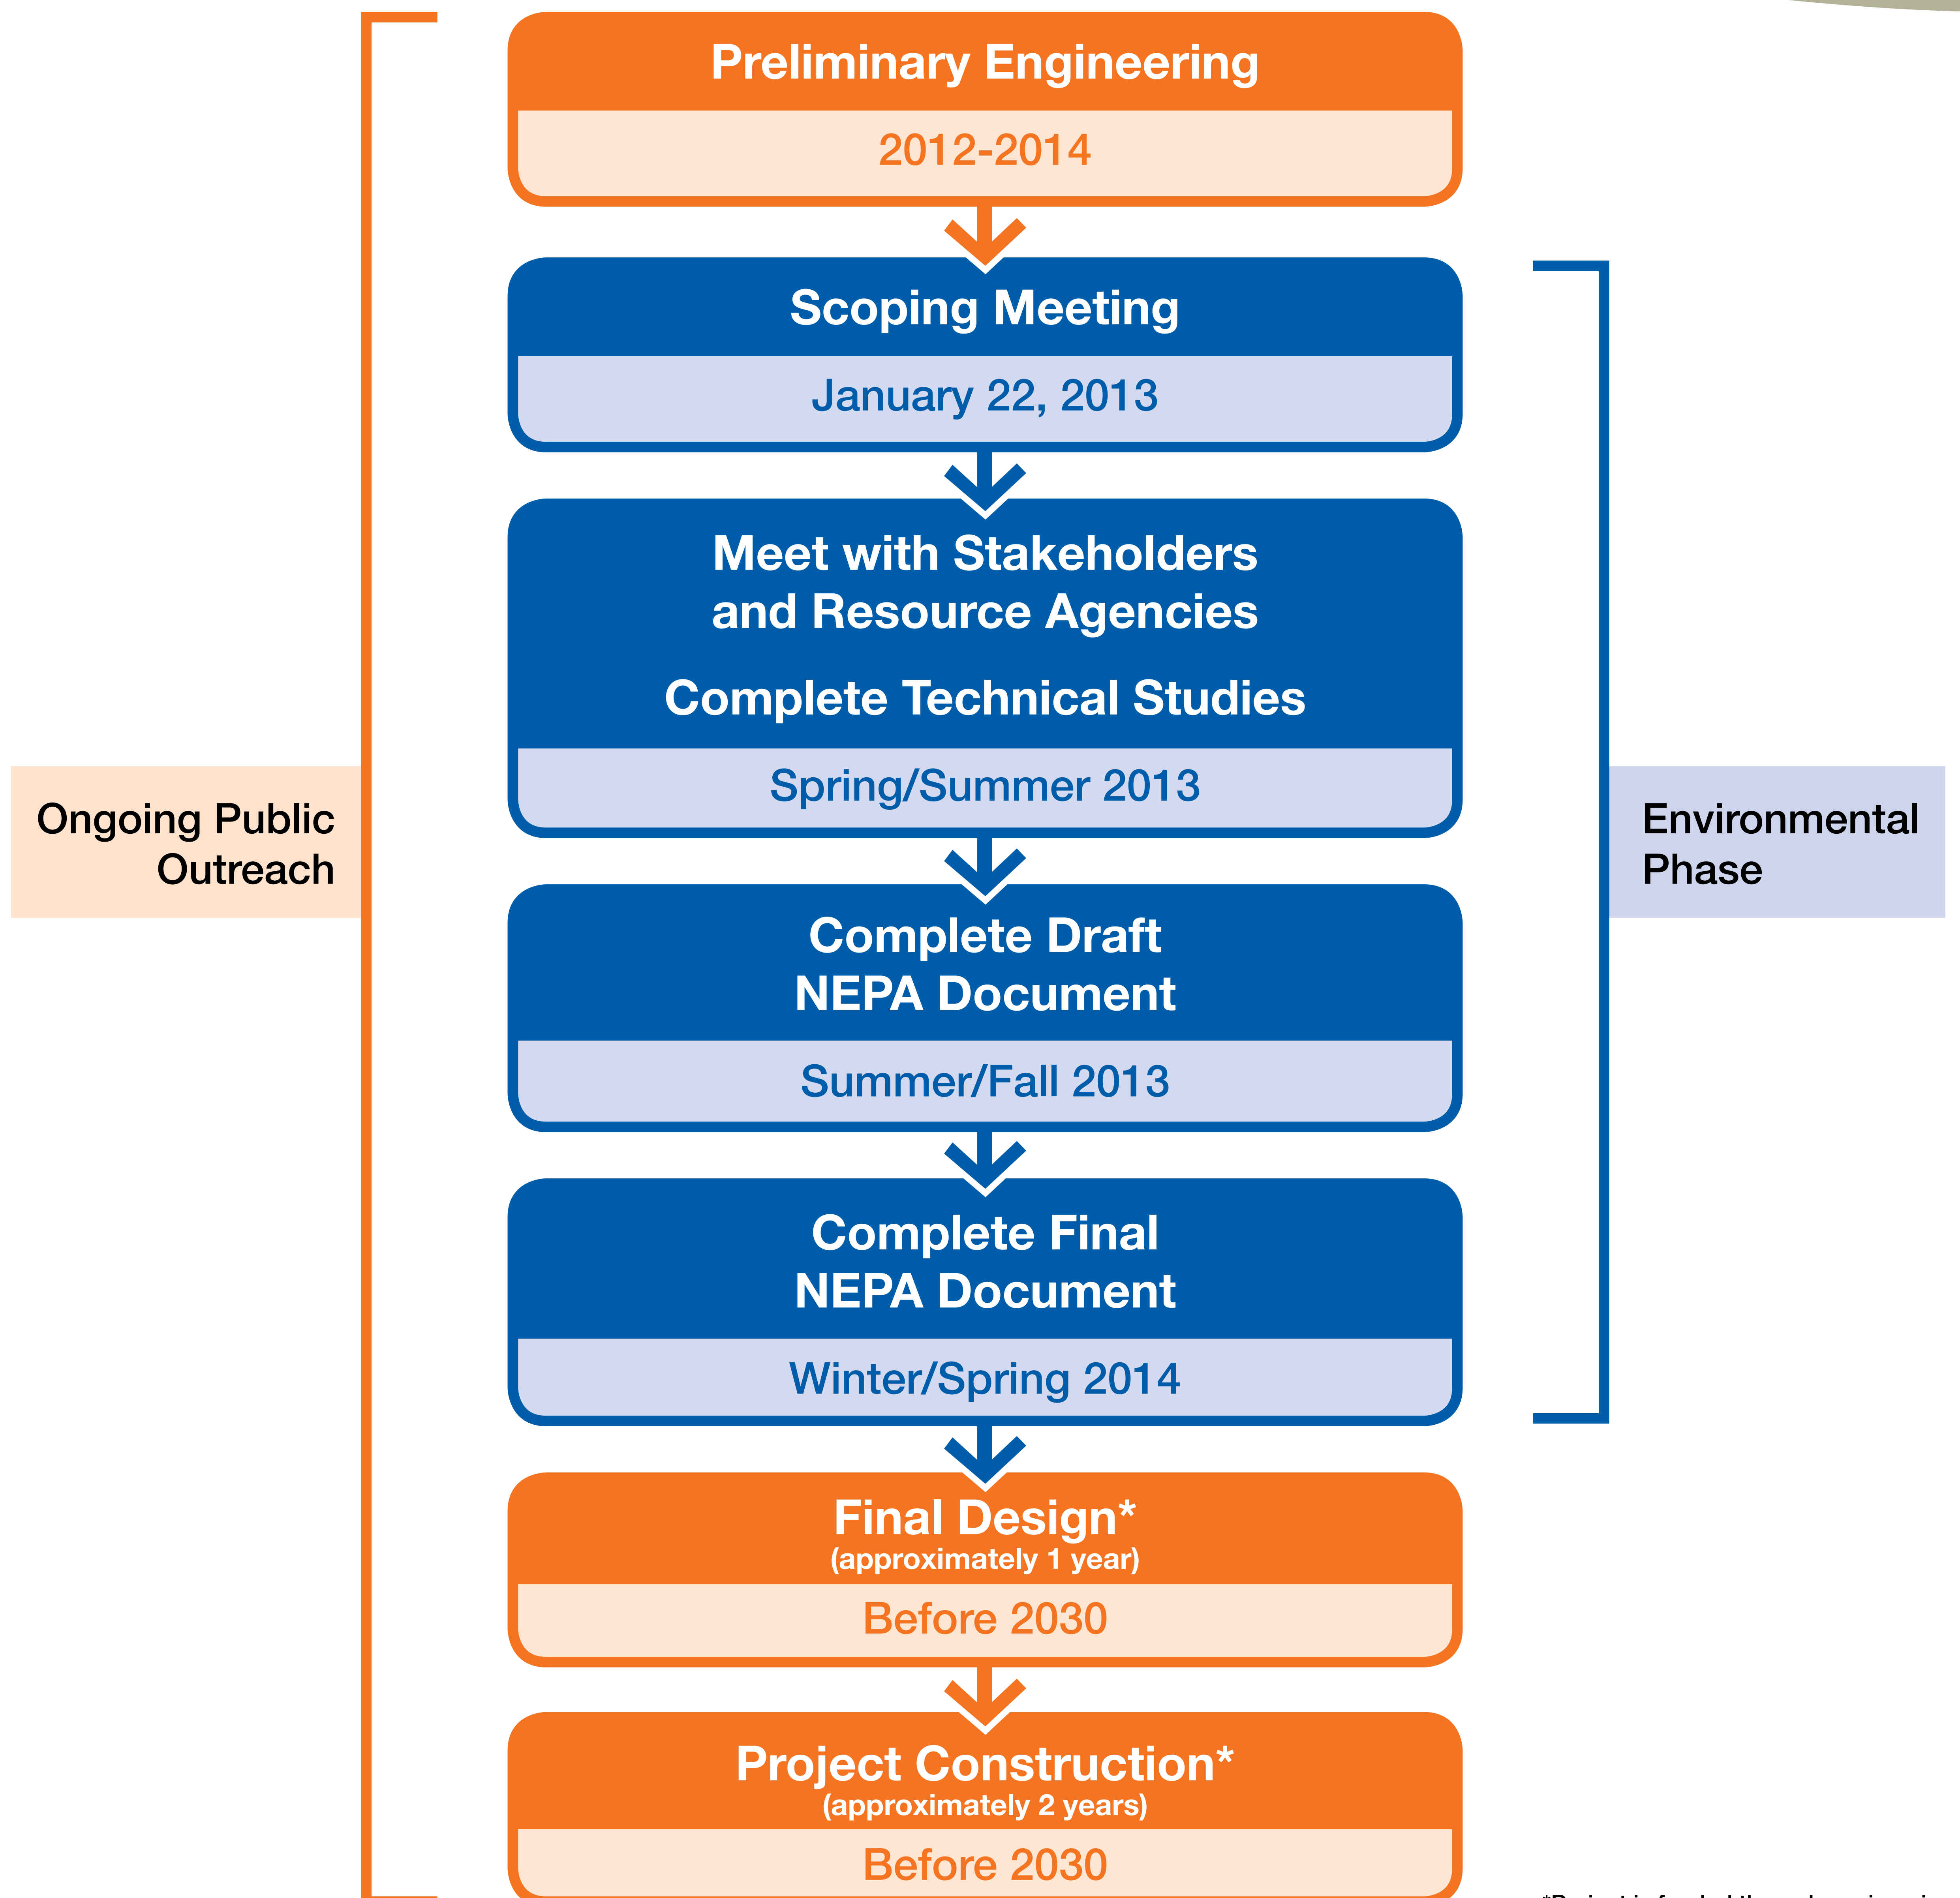 Preliminary Engineering
2012-2014
Scoping Meeting
January 22, 2013
Meet with Stakeholders
and Resource Agencies
Complete Technical Studies
Spring/Summer 2013
Ongoing Public
Outreach
Environmental
Phase
Complete Draft
NEPA Document
Summer/Fall 2013
Complete Final
NEPA Document
Winter/Spring 2014
Final Design*
(approximately 1 year)
Before 2030
Project Construction*
(approximately 2 years)
Before 2030